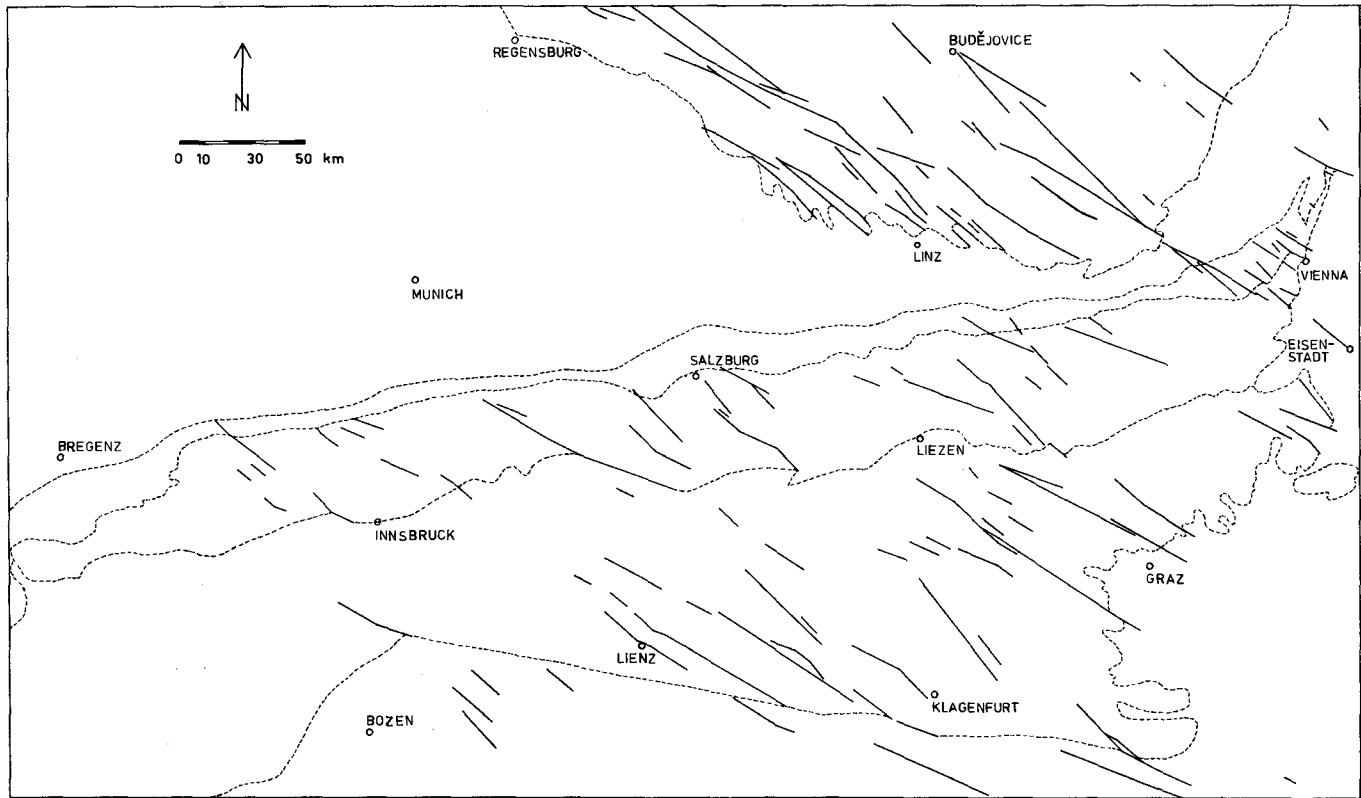 REGENSBURG
BUDĚJOVICE
N
0 10 30 50 km
LINZ
VIENNA
MUNICH
EISEN-
STADT
SALZBURG
BREGENZ
LIEZEN
INNSBRUCK
GRAZ
LIENZ
KLAGENFURT
BOZEN